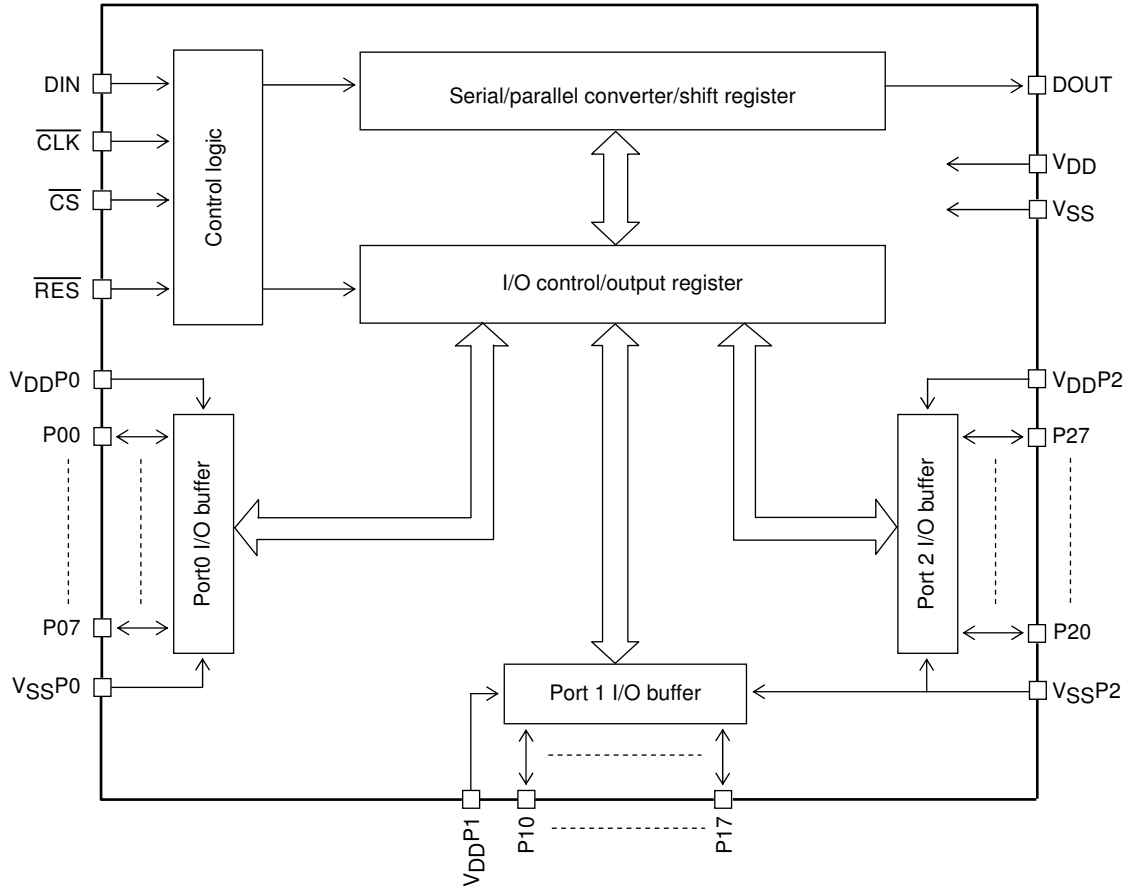 DIN
CLK
CS
RES
Control logic
Serial/parallel converter/shift register
DOUT
VDD
VSS
I/O control/output register
VDDP0
P00
P07
VSSP0
Port0 I/O buffer
VDDP2
P27
P20
VSSP2
Port 2 I/O buffer
Port 1 I/O buffer
VDDP1
P10
P17